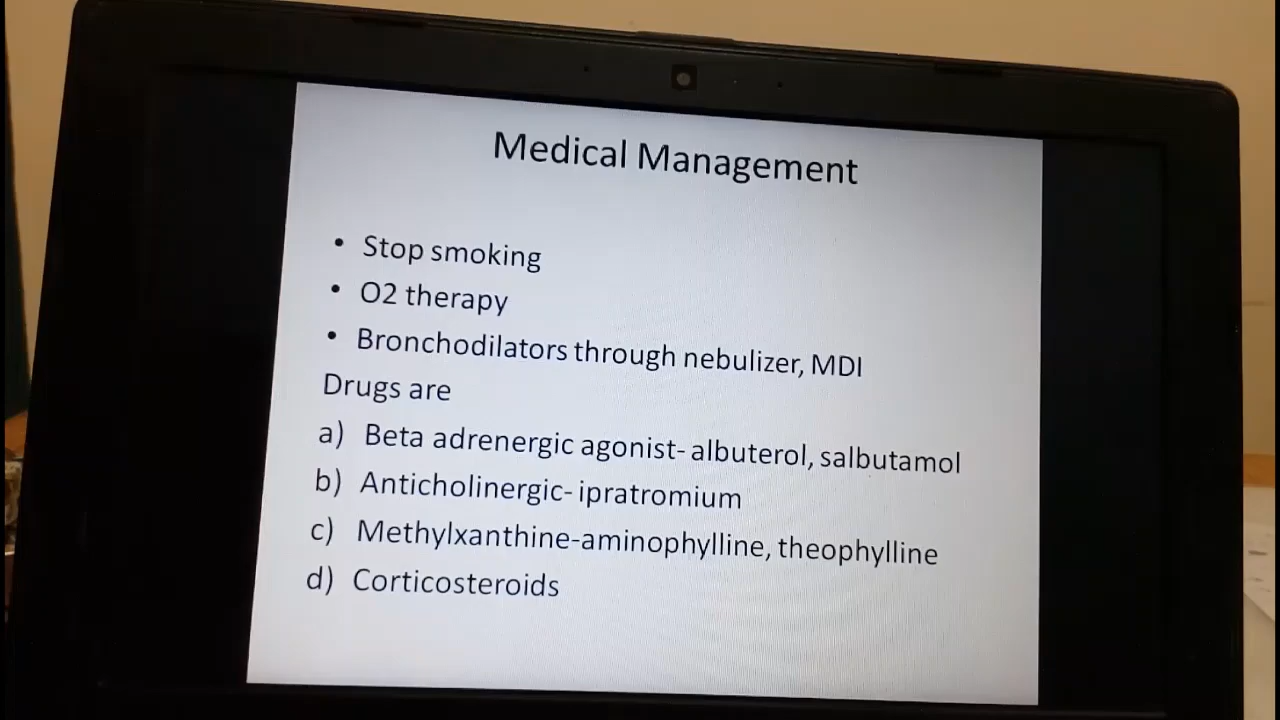 Medical Management
• Stop smoking
• O2 therapy
• Bronchodilators through nebulizer, MDI
Drugs are
a) Beta adrenergic agonist- albuterol, salbutamol
b) Anticholinergic- ipratromium
c) Methylxanthine-aminophylline, theophylline
d) Corticosteroids